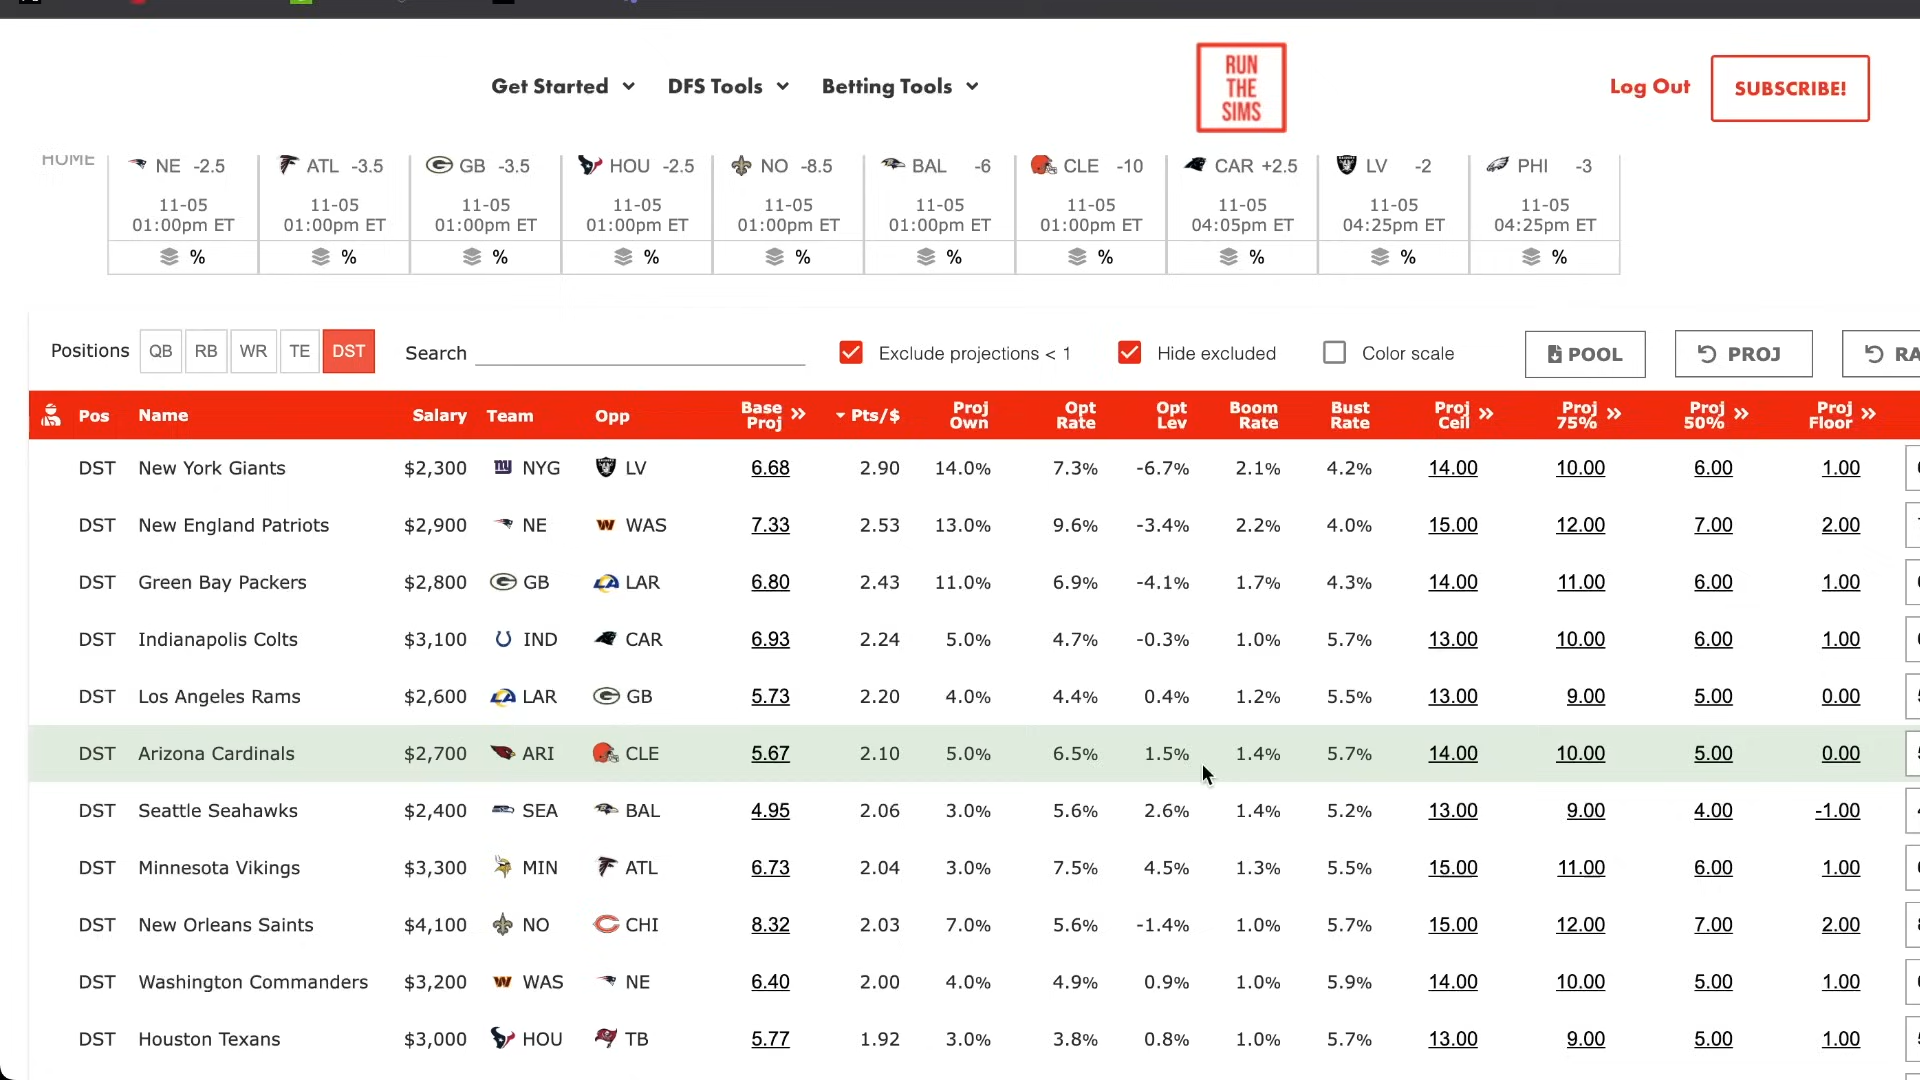 Get Started DFS Tools Betting Tools RUN THE SIMS Log Out SUBSCRIBE!
HOME NE -2.5 ATL -3.5 GB -3.5 HOU -2.5 NO -8.5 BAL -6 CLE -10 CAR +2.5 LV -2 PHI -3
11-05 11-05 11-05 11-05 11-05 11-05 11-05 11-05 11-05 11-05
01:00pm ET 01:00pm ET 01:00pm ET 01:00pm ET 01:00pm ET 01:00pm ET 01:00pm ET 04:05pm ET 04:25pm ET 04:25pm ET
% % % % % % % % % %
Positions QB RB WR TE DST Search Exclude projections < 1 Hide excluded Color scale POOL PROJ RA
Pos Name Salary Team Opp Base Proj >> Pts/$ Proj Own Opt Rate Opt Lev Boom Rate Bust Rate Proj Ceil >> Proj 75% >> Proj 50% >> Proj Floor >>
DST New York Giants $2,300 NYG LV 6.68 2.90 14.0% 7.3% -6.7% 2.1% 4.2% 14.00 10.00 6.00 1.00
DST New England Patriots $2,900 NE WAS 7.33 2.53 13.0% 9.6% -3.4% 2.2% 4.0% 15.00 12.00 7.00 2.00
DST Green Bay Packers $2,800 GB LAR 6.80 2.43 11.0% 6.9% -4.1% 1.7% 4.3% 14.00 11.00 6.00 1.00
DST Indianapolis Colts $3,100 IND CAR 6.93 2.24 5.0% 4.7% -0.3% 1.0% 5.7% 13.00 10.00 6.00 1.00
DST Los Angeles Rams $2,600 LAR GB 5.73 2.20 4.0% 4.4% 0.4% 1.2% 5.5% 13.00 9.00 5.00 0.00
DST Arizona Cardinals $2,700 ARI CLE 5.67 2.10 5.0% 6.5% 1.5% 1.4% 5.7% 14.00 10.00 5.00 0.00
DST Seattle Seahawks $2,400 SEA BAL 4.95 2.06 3.0% 5.6% 2.6% 1.4% 5.2% 13.00 9.00 4.00 -1.00
DST Minnesota Vikings $3,300 MIN ATL 6.73 2.04 3.0% 7.5% 4.5% 1.3% 5.5% 15.00 11.00 6.00 1.00
DST New Orleans Saints $4,100 NO CHI 8.32 2.03 7.0% 5.6% -1.4% 1.0% 5.7% 15.00 12.00 7.00 2.00
DST Washington Commanders $3,200 WAS NE 6.40 2.00 4.0% 4.9% 0.9% 1.0% 5.9% 14.00 10.00 5.00 1.00
DST Houston Texans $3,000 HOU TB 5.77 1.92 3.0% 3.8% 0.8% 1.0% 5.7% 13.00 9.00 5.00 1.00